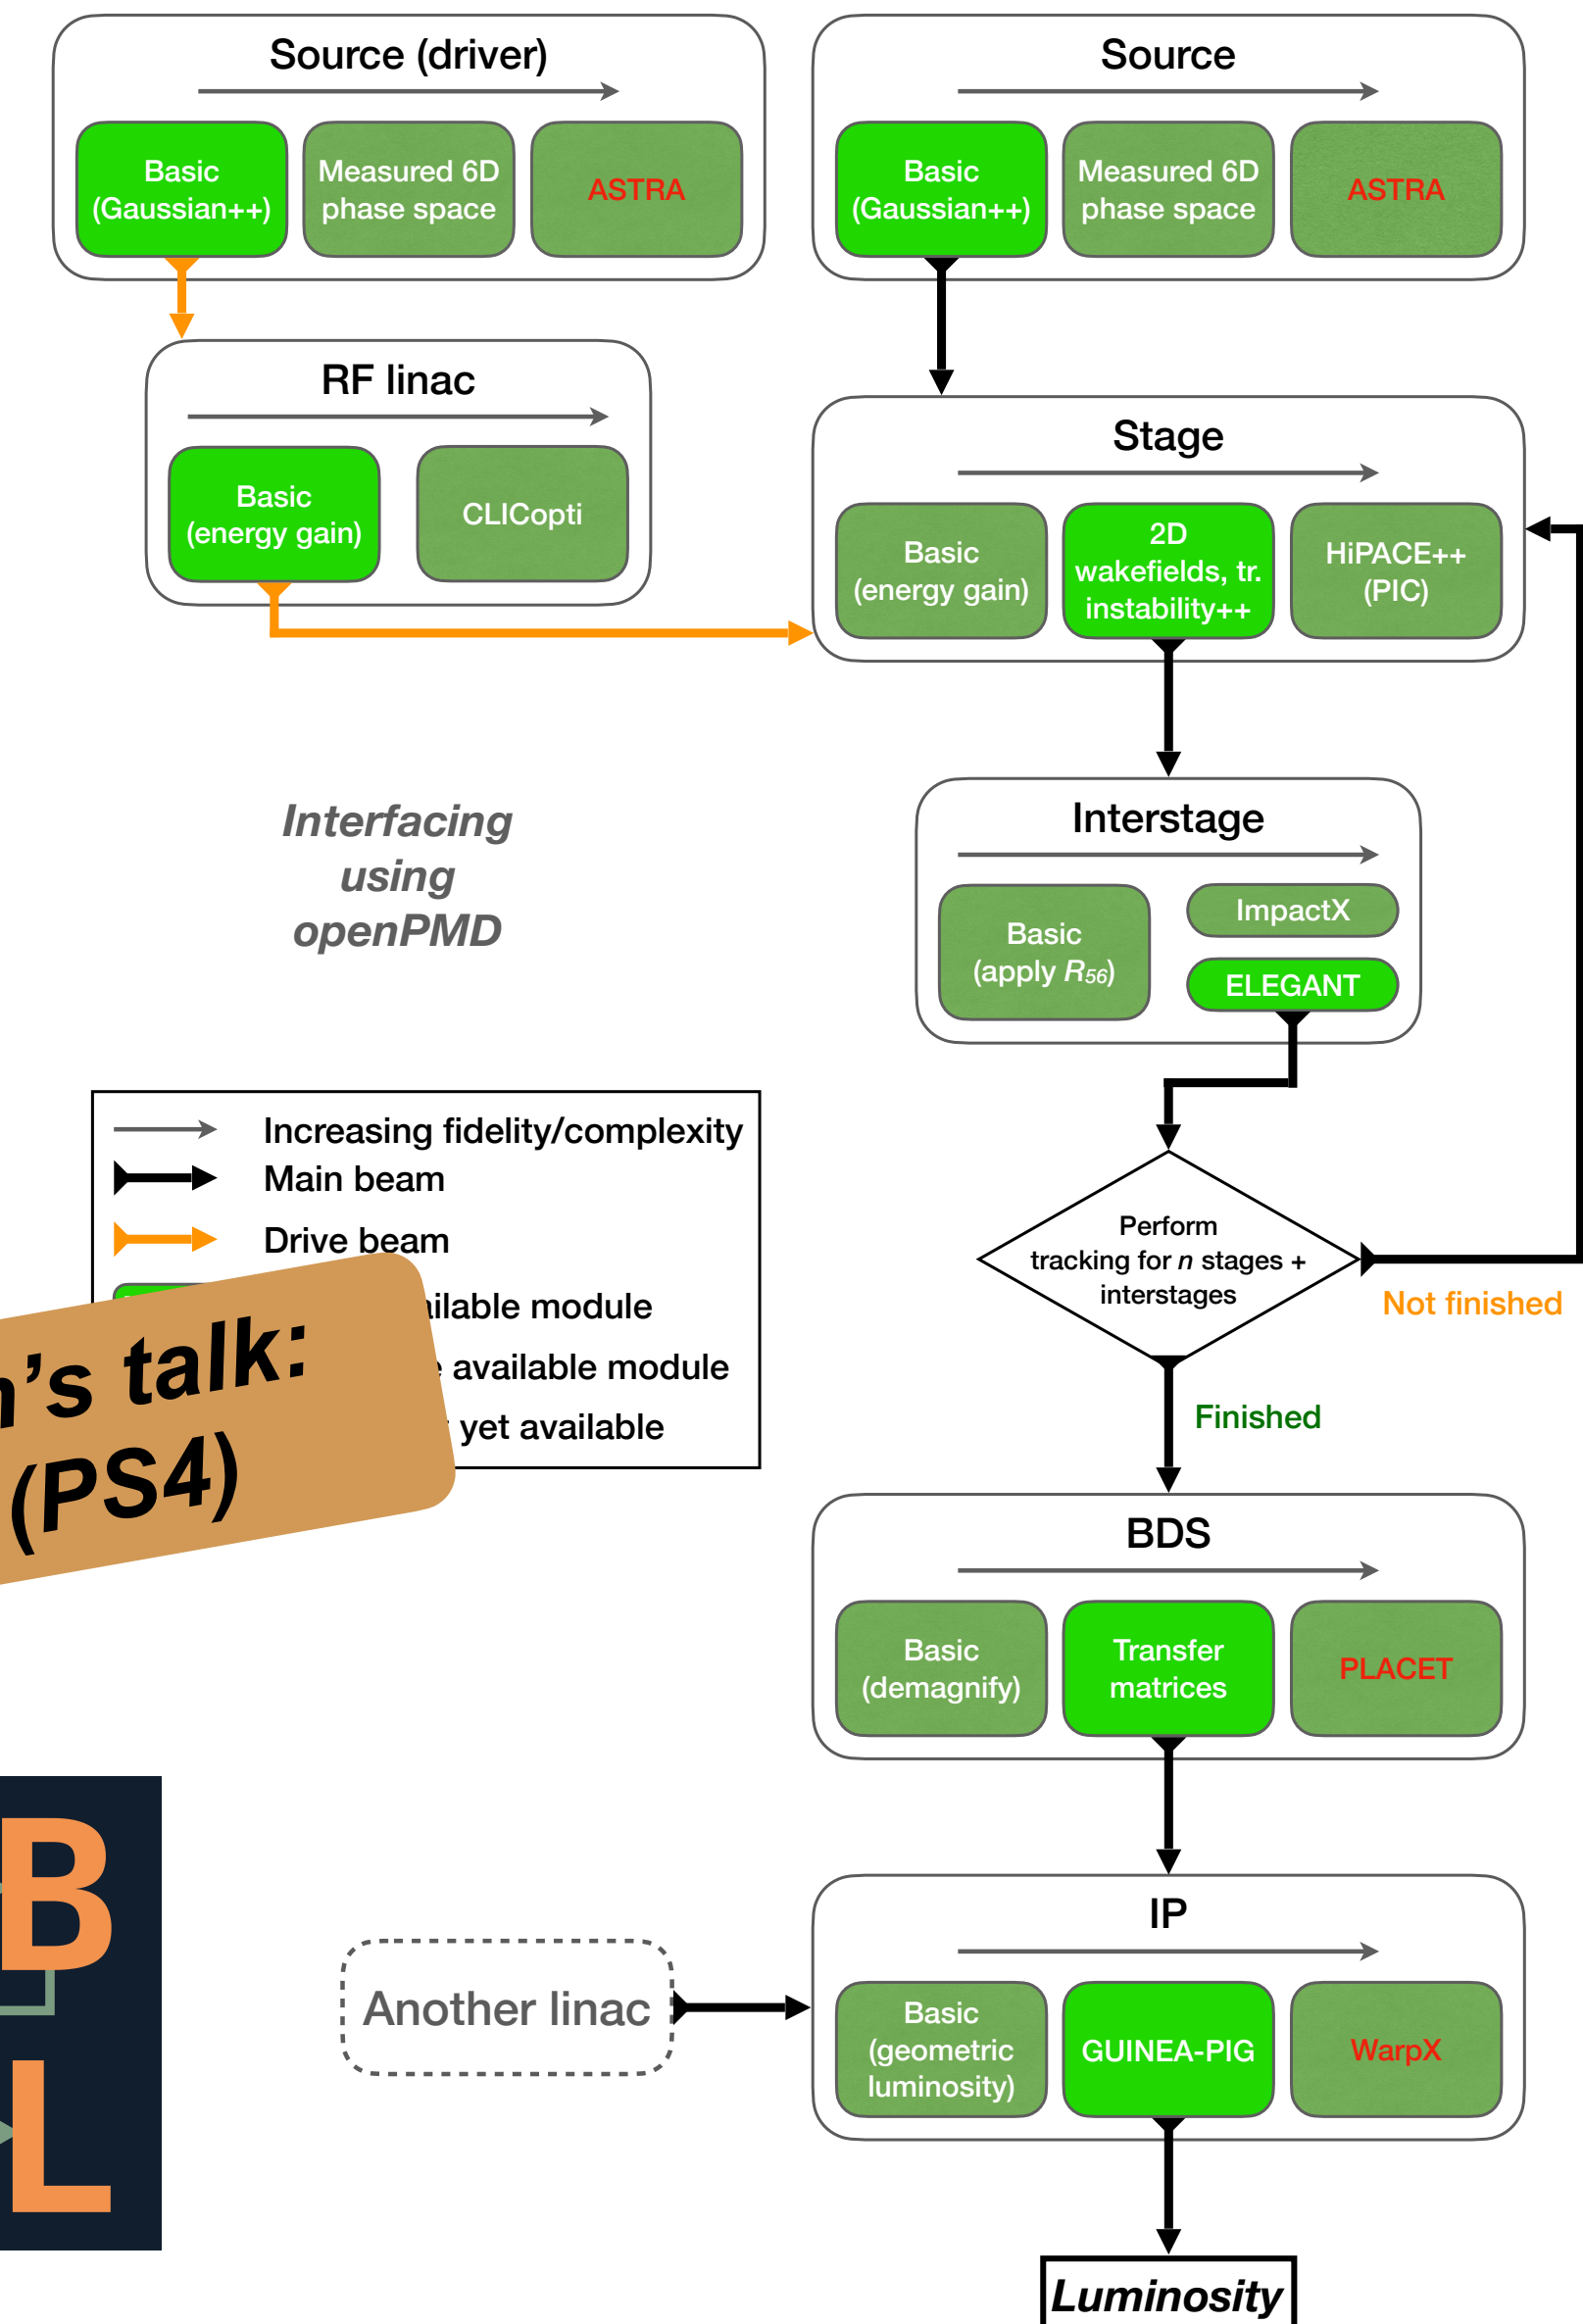 Source (driver)
Basic
(Gaussian++)
Measured 6D
phase space
ASTRA
Source
Basic
(Gaussian++)
Measured 6D
phase space
ASTRA
RF linac
Basic
(energy gain)
CLICopti
Stage
Basic
(energy gain)
2D
wakefields, tr.
instability++
HiPACE++
(PIC)
Interfacing
using
openPMD
Interstage
Basic
(apply R56)
ImpactX
ELEGANT
Increasing fidelity/complexity
Main beam
Drive beam
module
available module
yet available
talk:
(PS4)
Perform
tracking for n stages +
interstages
Not finished
Finished
BDS
Basic
(demagnify)
Transfer
matrices
PLACET
B
L
Another linac
IP
Basic
(geometric
luminosity)
GUINEA-PIG
WarpX
Luminosity